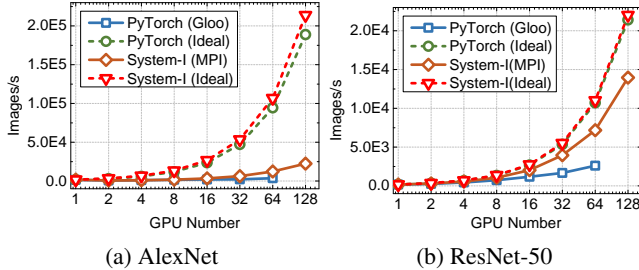 PyTorch (Gloo)
PyTorch (Ideal)
System-I (MPI)
System-I (Ideal)
Images/s
2.0E5
1.5E5
1.0E5
5.0E4
0.0
1 2 4 8 16 32 64 128
GPU Number
(a) AlexNet
PyTorch (Gloo)
PyTorch (Ideal)
System-I(MPI)
System-I(Ideal)
Images/s
2.0E4
1.5E4
1.0E4
5.0E3
0.0
1 2 4 8 16 32 64 128
GPU Number
(b) ResNet-50